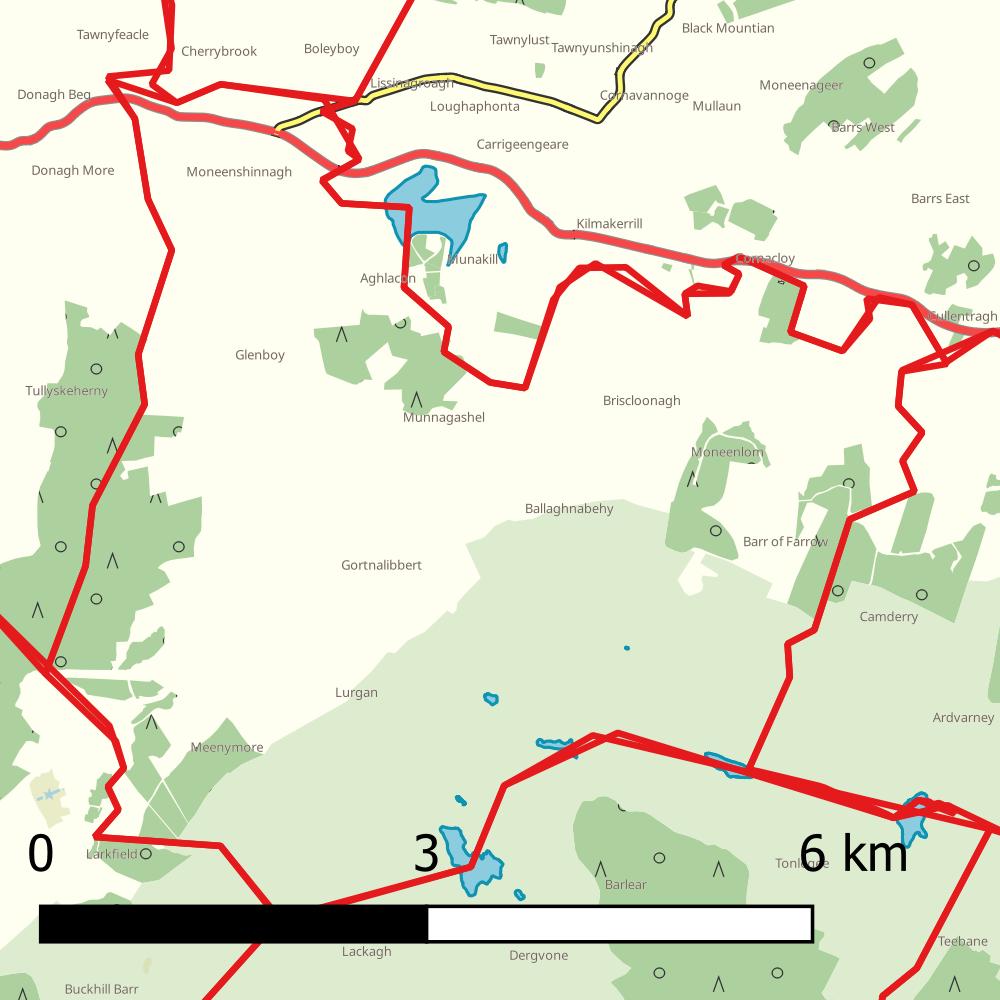 Tawnyfeacle
Cherrybrook
Boleyboy
Tawnylust
Tawnyunshinagh
Black Mountian
Donagh Beg
Lissinagroagh
Loughaphonta
Cornavannoge
Mullaun
Moneenageer
Barrs West
Donagh More
Moneenshinnagh
Carrigeengeare
Barrs East
Kilmakerrill
Munakill
Cornacloy
Aghlacon
Cullentragh
Glenboy
Tullyskeherny
Munnagashel
Briscloonagh
Moneenlom
Ballaghnabehy
Barr of Farrow
Gortnalibbert
Camderry
Lurgan
Meenymore
Ardvarney
Larkfield
0 3 6 km
Tonlegee
Barlear
Lackagh
Dergvone
Teebane
Buckhill Barr